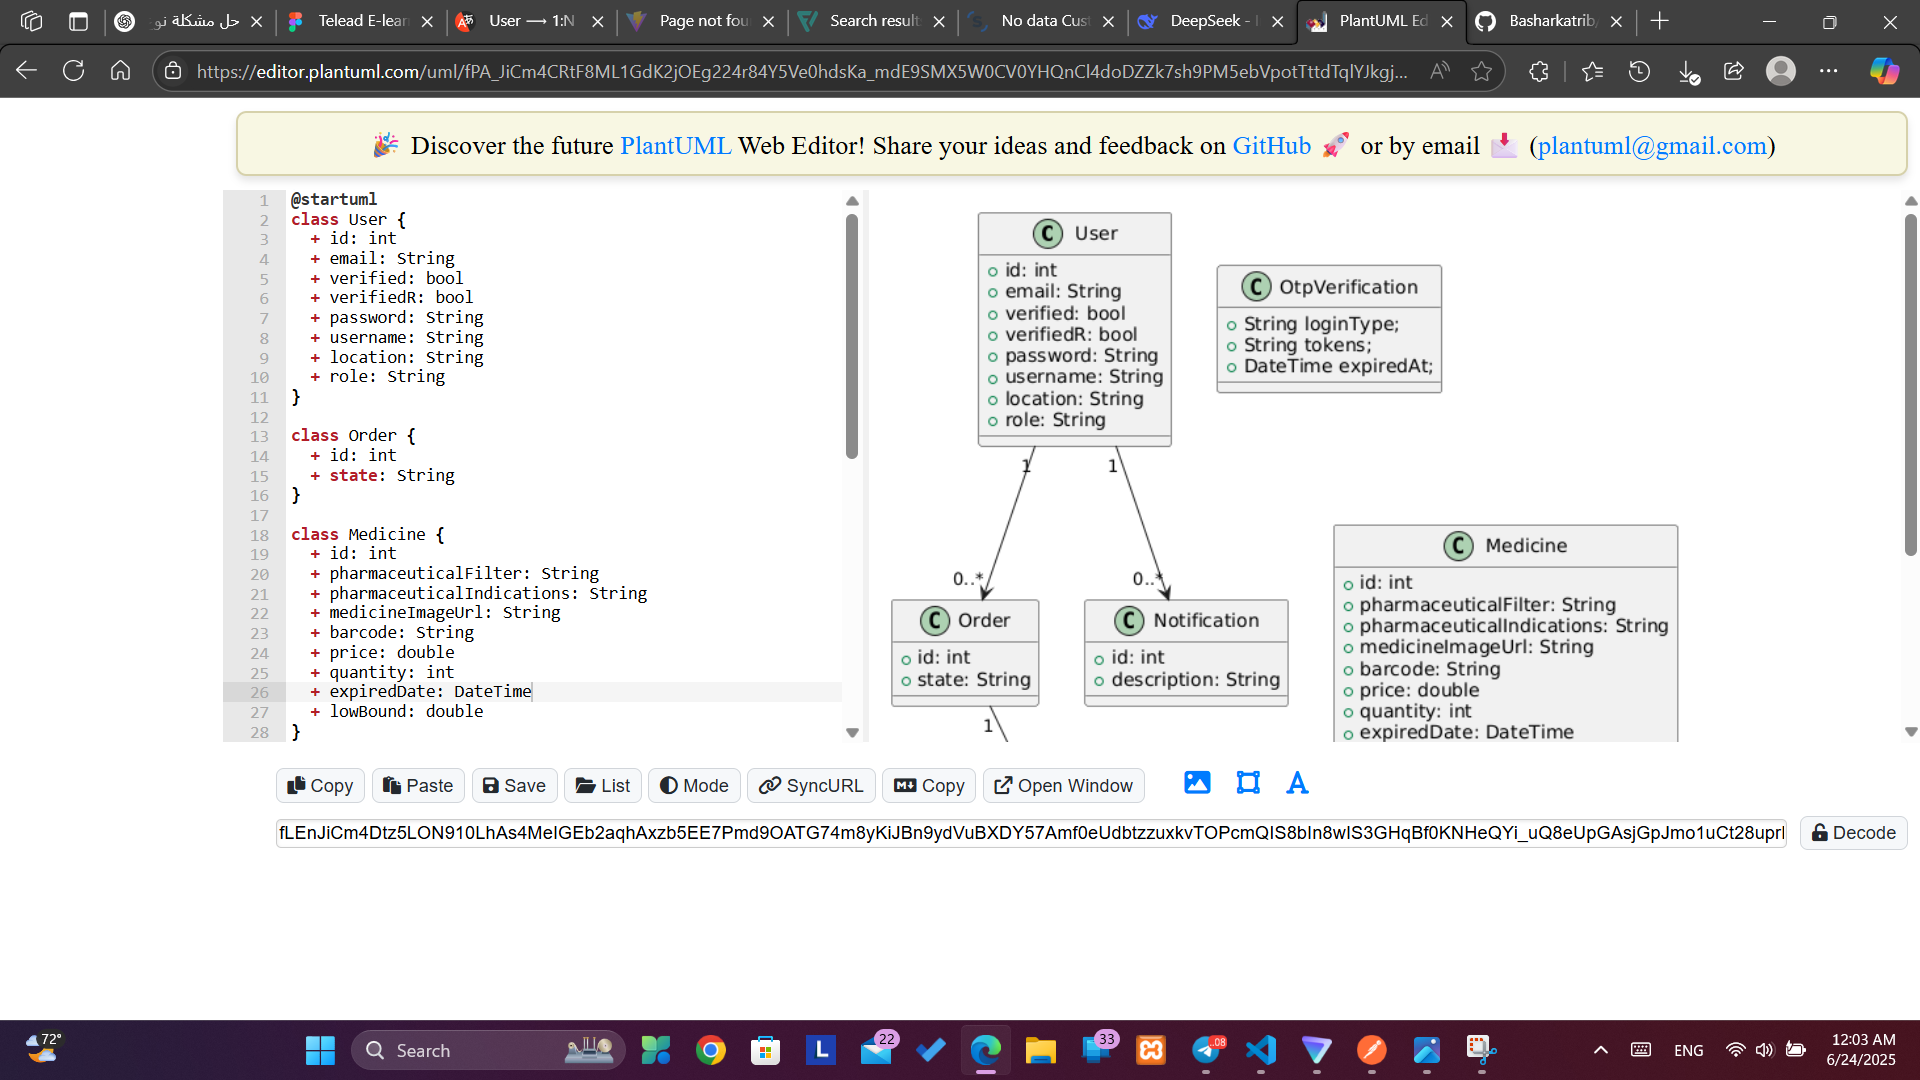 حل مشكلة نو
Telead E-lear
User ⟶ 1:N
Page not fou
Search result
No data Cus
DeepSeek -
PlantUML Ed
Basharkatrib
https://editor.plantuml.com/uml/fPA_JiCm4CRtF8ML1GdK2jOEg224r84Y5Ve0hdsKa_mdE9SMX5W0CV0YHQnCl4doDZZk7sh9PM5ebVpotTttdTqlYJkgj...
🎉 Discover the future PlantUML Web Editor! Share your ideas and feedback on GitHub 🚀 or by email 📩 (plantuml@gmail.com)
1 @startuml
2 class User {
3 + id: int
4 + email: String
5 + verified: bool
6 + verifiedR: bool
7 + password: String
8 + username: String
9 + location: String
10 + role: String
11 }
12
13 class Order {
14 + id: int
15 + state: String
16 }
17
18 class Medicine {
19 + id: int
20 + pharmaceuticalFilter: String
21 + pharmaceuticalIndications: String
22 + medicineImageUrl: String
23 + barcode: String
24 + price: double
25 + quantity: int
26 + expiredDate: DateTime
27 + lowBound: double
28 }
C User
id: int
email: String
verified: bool
verifiedR: bool
password: String
username: String
location: String
role: String
C OtpVerification
String loginType;
String tokens;
DateTime expiredAt;
1
1
0..*
0..*
C Order
id: int
state: String
1
C Notification
id: int
description: String
C Medicine
id: int
pharmaceuticalFilter: String
pharmaceuticalIndications: String
medicineImageUrl: String
barcode: String
price: double
quantity: int
expiredDate: DateTime
Copy
Paste
Save
List
Mode
SyncURL
Copy
Open Window
fLEnJiCm4Dtz5LON910LhAs4MeIGEb2aqhAxzb5EE7Pmd9OATG74m8yKiJBn9ydVuBXDY57Amf0eUdbtzzuxkvTOPcmQIS8bIn8wIS3GHqBf0KNHeQYi_uQ8eUpGAsjGpJmo1uCt28uprI
Decode
72°
Search
L
22
33
..08
ENG
12:03 AM
6/24/2025